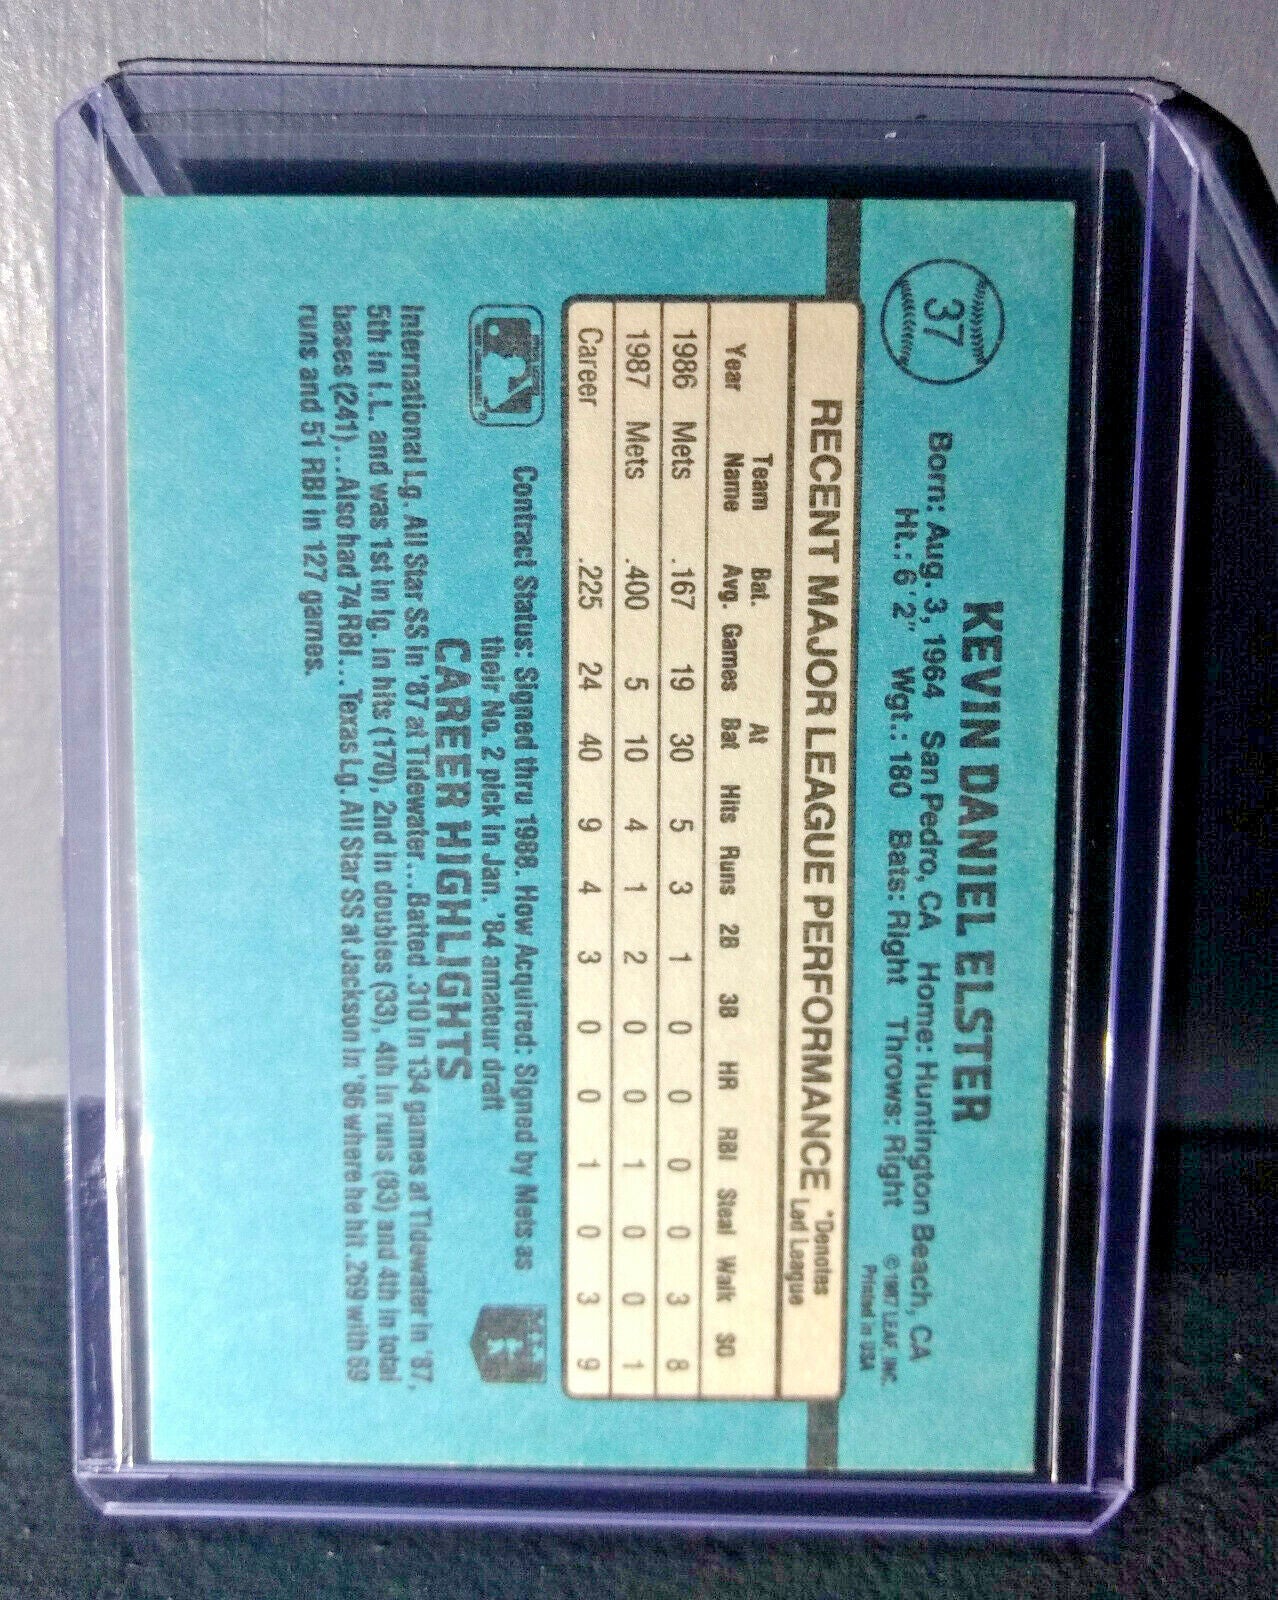 37
KEVIN DANIEL ELSTER
Born: Aug. 3, 1964 San Pedro, CA Home: Huntington Beach, CA
Ht.: 6'2" Wgt.: 180 Bats: Right Throws: Right
© 1987 LEAF, INC.
Printed in USA
RECENT MAJOR LEAGUE PERFORMANCE *Denotes Led League
Team Bat. At
Year Name Avg. Games Bat Hits Runs 2B 3B HR RBI Steal Walk SO
1986 Mets .167 19 30 5 3 1 0 0 0 0 3 8
1987 Mets .400 5 10 4 1 2 0 0 1 0 0 1
Career .225 24 40 9 4 3 0 0 1 0 3 9
Contract Status: Signed thru 1988. How Acquired: Signed by Mets as
their No. 2 pick in Jan. '84 amateur draft
CAREER HIGHLIGHTS
International Lg. All Star SS in '87 at Tidewater...Batted .310 in 134 games at Tidewater in '87,
5th in I.L. and was 1st in lg. in hits (170), 2nd in doubles (33), 4th in runs (83) and 4th in total
bases (241)...Also had 74 RBI...Texas Lg. All Star SS at Jackson in '86 where he hit .269 with 69
runs and 51 RBI in 127 games.